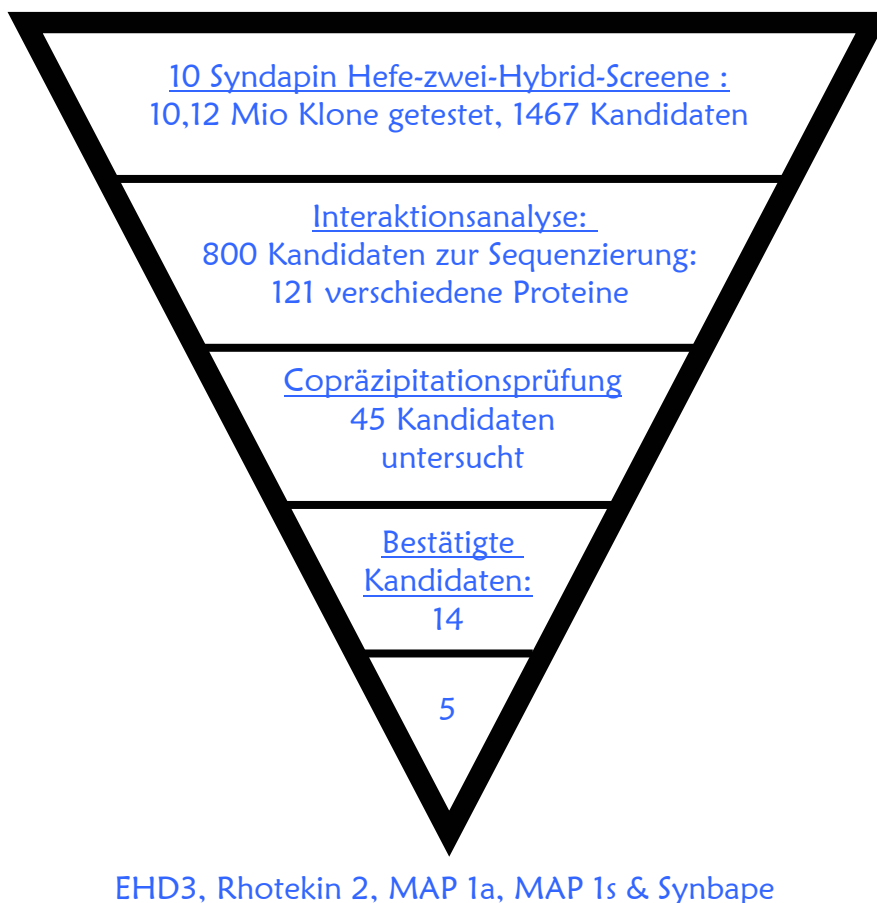 10 Syndapin Hefe-zwei-Hybrid-Screene :
10,12 Mio Klone getestet, 1467 Kandidaten
Interaktionsanalyse:
800 Kandidaten zur Sequenzierung:
121 verschiedene Proteine
Copräzipitationsprüfung
45 Kandidaten
untersucht
Bestätigte
Kandidaten:
14
5
EHD3, Rhotekin 2, MAP 1a, MAP 1s & Synbape